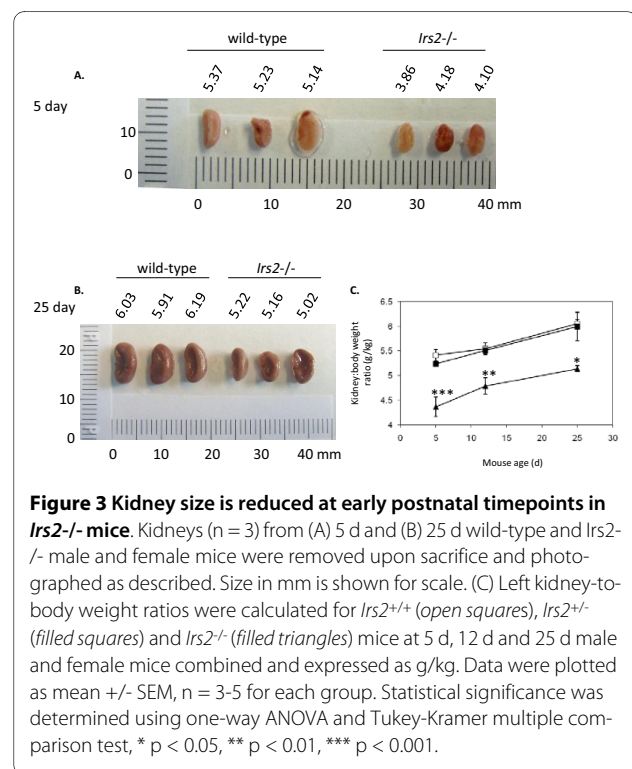 wild-type Irs2-/-
A.
5.37 5.23 5.14 3.86 4.18 4.10
5 day
10
0
0 10 20 30 40 mm
wild-type Irs2-/-
B.
25 day
6.03 5.91 6.19 5.22 5.16 5.02
20
10
0
0 10 20 30 40 mm
C.
Kidney:body weight
ratio (g/kg)
6.5
6
5.5
5
4.5
4
*** ** *
0 5 10 15 20 25 30
Mouse age (d)
Figure 3 Kidney size is reduced at early postnatal timepoints in
Irs2-/- mice. Kidneys (n = 3) from (A) 5 d and (B) 25 d wild-type and Irs2-
/- male and female mice were removed upon sacrifice and photo-
graphed as described. Size in mm is shown for scale. (C) Left kidney-to-
body weight ratios were calculated for Irs2+/+ (open squares), Irs2+/-
(filled squares) and Irs2-/- (filled triangles) mice at 5 d, 12 d and 25 d male
and female mice combined and expressed as g/kg. Data were plotted
as mean +/- SEM, n = 3-5 for each group. Statistical significance was
determined using one-way ANOVA and Tukey-Kramer multiple com-
parison test, * p < 0.05, ** p < 0.01, *** p < 0.001.